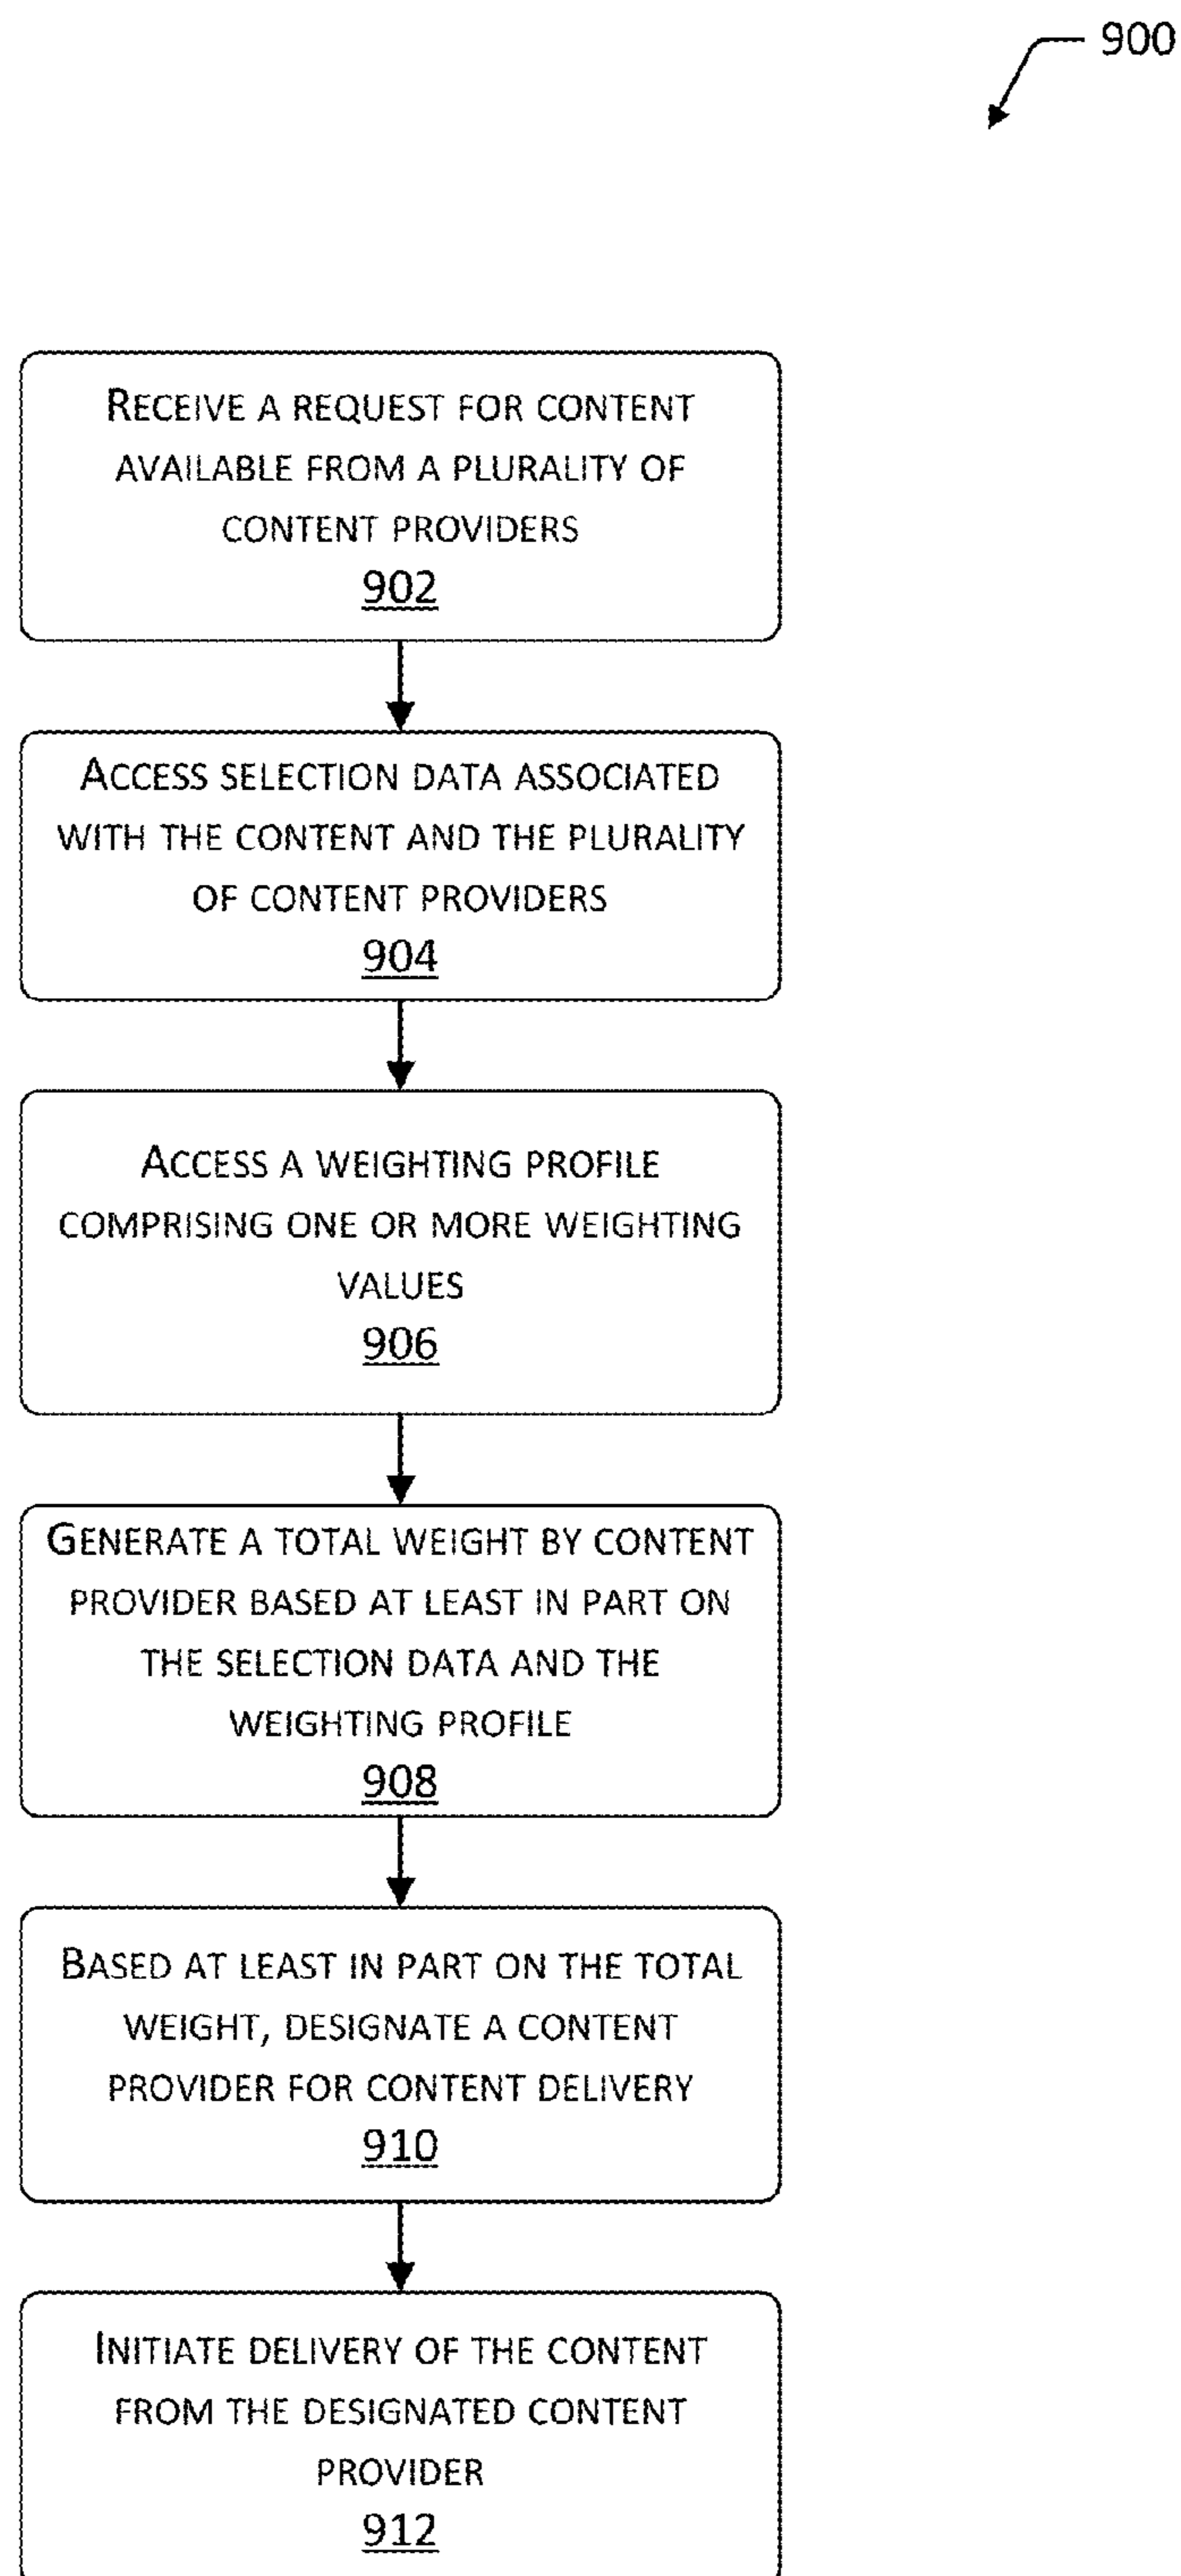 900
RECEIVE A REQUEST FOR CONTENT
AVAILABLE FROM A PLURALITY OF
CONTENT PROVIDERS
902
ACCESS SELECTION DATA ASSOCIATED
WITH THE CONTENT AND THE PLURALITY
OF CONTENT PROVIDERS
904
ACCESS A WEIGHTING PROFILE
COMPRISING ONE OR MORE WEIGHTING
VALUES
906
GENERATE A TOTAL WEIGHT BY CONTENT
PROVIDER BASED AT LEAST IN PART ON
THE SELECTION DATA AND THE
WEIGHTING PROFILE
908
BASED AT LEAST IN PART ON THE TOTAL
WEIGHT, DESIGNATE A CONTENT
PROVIDER FOR CONTENT DELIVERY
910
INITIATE DELIVERY OF THE CONTENT
FROM THE DESIGNATED CONTENT
PROVIDER
912